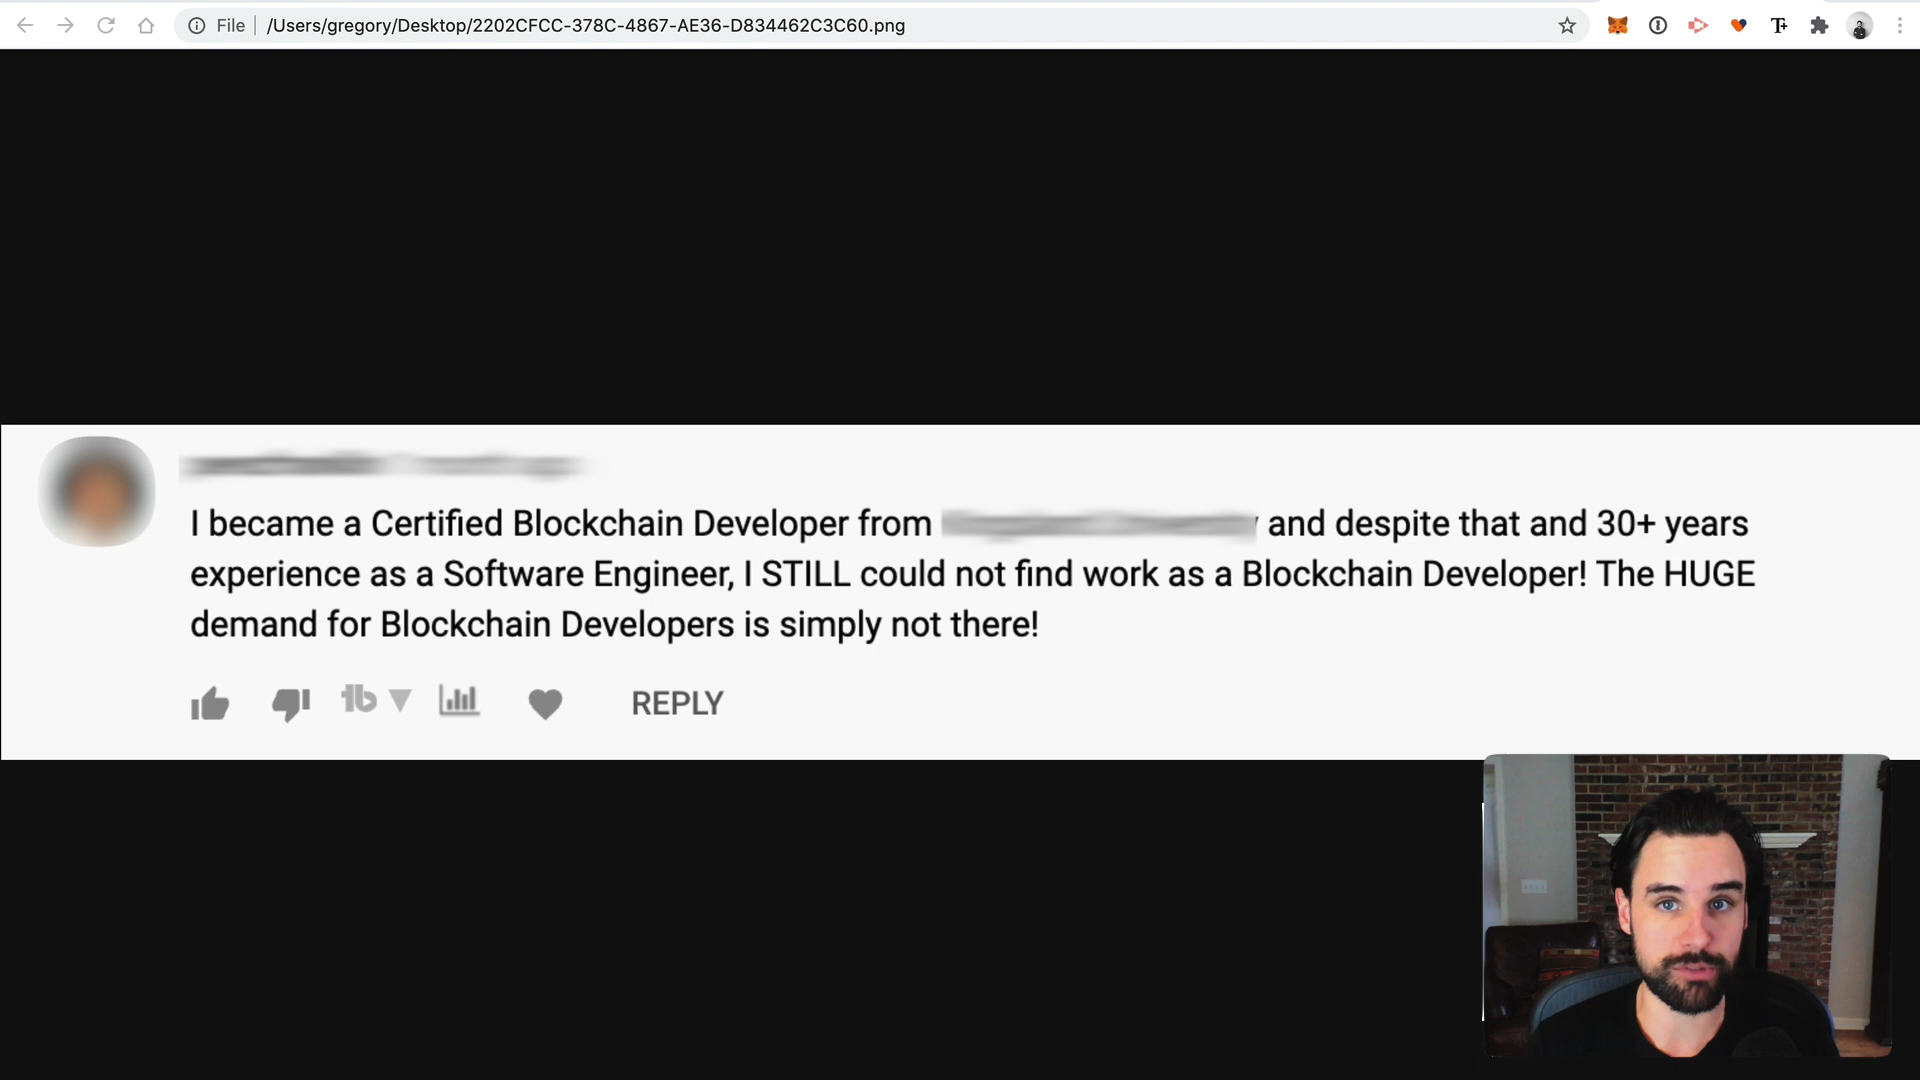 File
/Users/gregory/Desktop/2202CFCC-378C-4867-AE36-D834462C3C60.png
I became a Certified Blockchain Developer from and despite that and 30+ years
experience as a Software Engineer, I STILL could not find work as a Blockchain Developer! The HUGE
demand for Blockchain Developers is simply not there!
REPLY